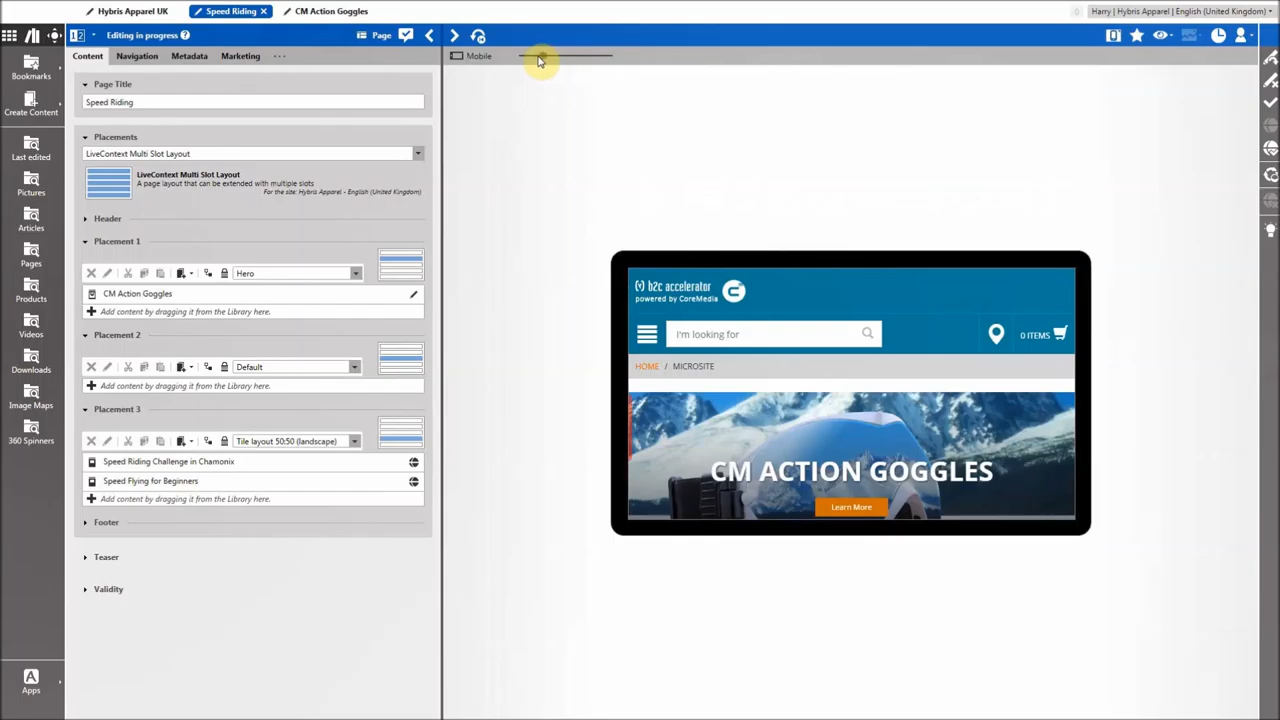 Hybris Apparel UK
Speed Riding
CM Action Goggles
0
Harry | Hybris Apparel | English (United Kingdom)
Editing in progress
Page
Bookmarks
Create Content
Last edited
Pictures
Articles
Pages
Products
Videos
Downloads
Image Maps
360 Spinners
Apps
Content
Navigation
Metadata
Marketing
Page Title
Speed Riding
Placements
LiveContext Multi Slot Layout
LiveContext Multi Slot Layout
A page layout that can be extended with multiple slots
For the site: Hybris Apparel - English (United Kingdom)
Header
Placement 1
Hero
CM Action Goggles
Add content by dragging it from the Library here.
Placement 2
Default
Add content by dragging it from the Library here.
Placement 3
Tile layout 50:50 (landscape)
Speed Riding Challenge in Chamonix
Speed Flying for Beginners
Add content by dragging it from the Library here.
Footer
Teaser
Validity
Mobile
b2c accelerator
powered by CoreMedia
I'm looking for
0 ITEMS
HOME / MICROSITE
CM ACTION GOGGLES
Learn More